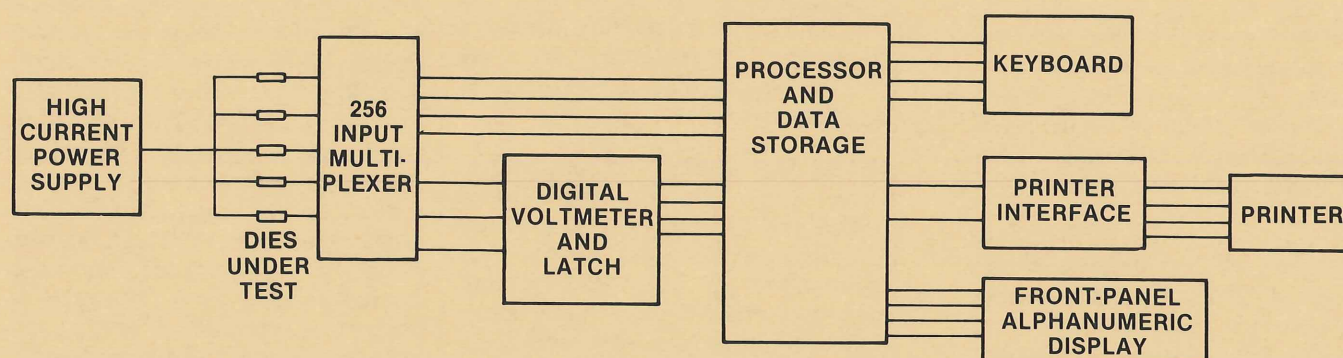 HIGH
CURRENT
POWER
SUPPLY
DIES
UNDER
TEST
256
INPUT
MULTI-
PLEXER
DIGITAL
VOLTMETER
AND
LATCH
PROCESSOR
AND
DATA
STORAGE
KEYBOARD
PRINTER
INTERFACE
PRINTER
FRONT-PANEL
ALPHANUMERIC
DISPLAY